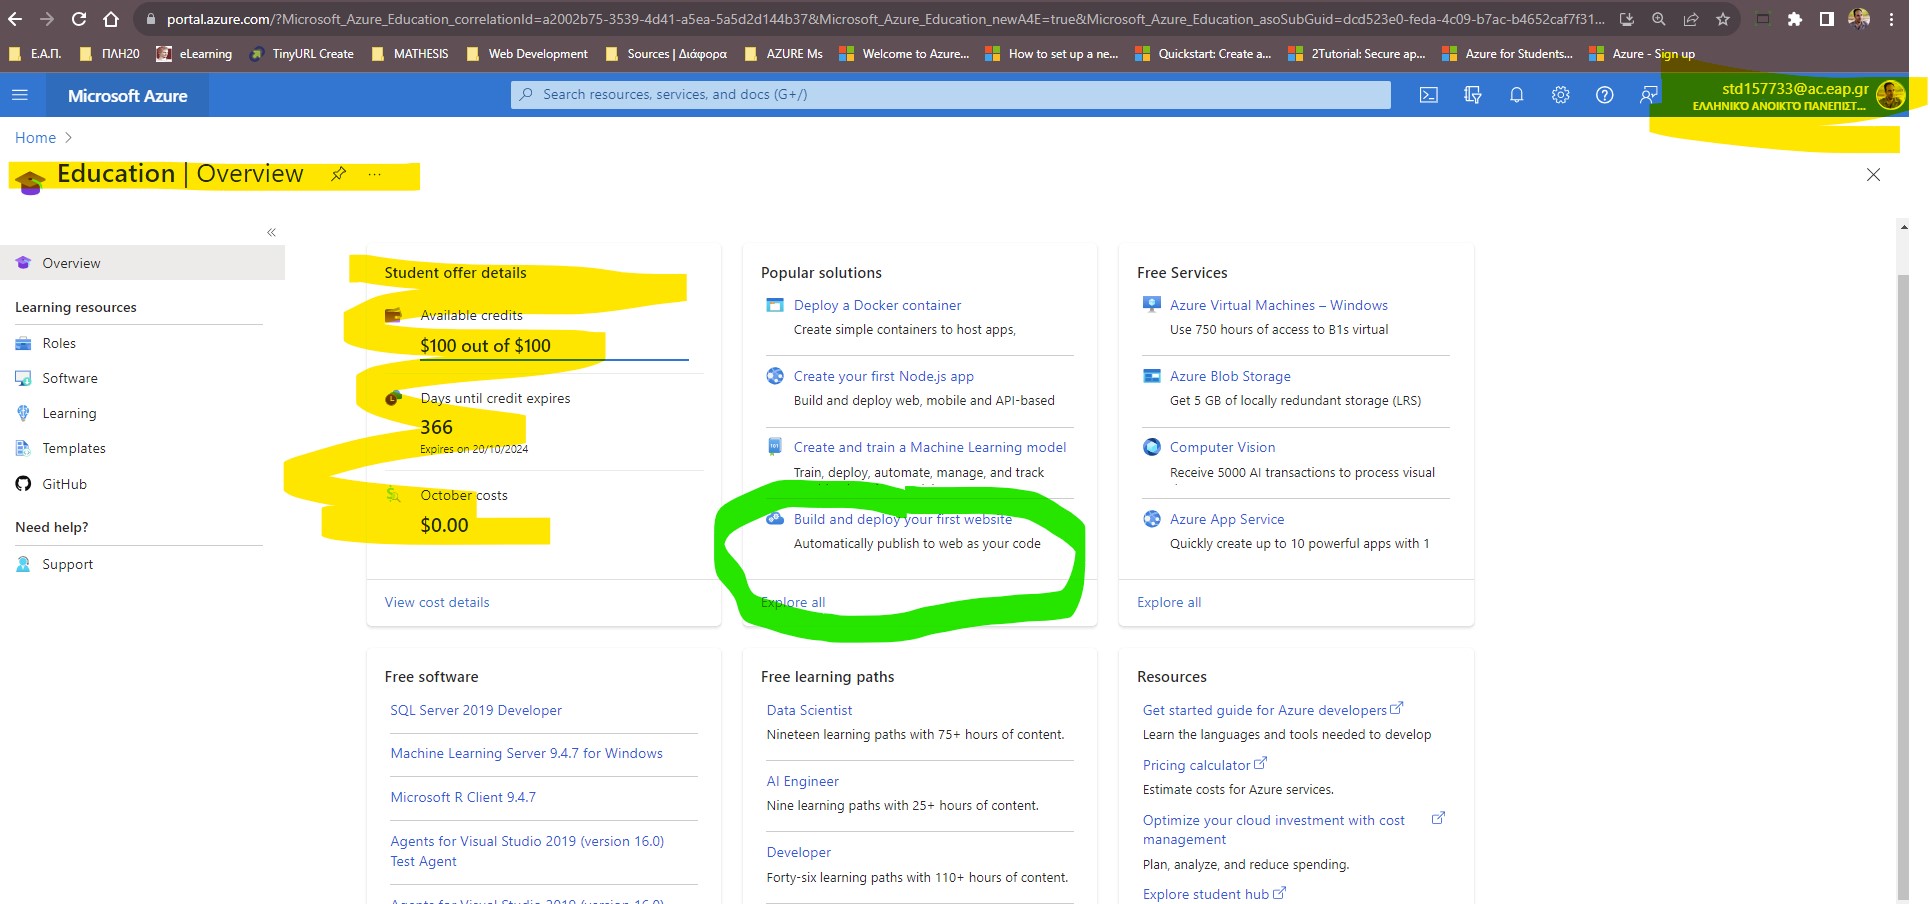 portal.azure.com/?Microsoft_Azure_Education_correlationId=a2002b75-3539-4d41-a5ea-5a5d2d144b37&Microsoft_Azure_Education_newA4E=true&Microsoft_Azure_Education_asoSubGuid=dcd523e0-feda-4c09-b7ac-b4652caf7f31...
Ε.Α.Π. ΠΛΗ20 eLearning TinyURL Create MATHESIS Web Development Sources | Διάφορα AZURE Ms Welcome to Azure... How to set up a ne... Quickstart: Create a... 2Tutorial: Secure ap... Azure for Students... Azure - Sign up
Microsoft Azure
Search resources, services, and docs (G+/)
std157733@ac.eap.gr
ΕΛΛΗΝΙΚΌ ΑΝΟΙΚΤΌ ΠΑΝΕΠΙΣΤ...
Home
Education | Overview
Overview
Learning resources
Roles
Software
Learning
Templates
GitHub
Need help?
Support
Student offer details
Available credits
$100 out of $100
Days until credit expires
366
Expires on 20/10/2024
October costs
$0.00
View cost details
Popular solutions
Deploy a Docker container
Create simple containers to host apps,
Create your first Node.js app
Build and deploy web, mobile and API-based
Create and train a Machine Learning model
Train, deploy, automate, manage, and track
Build and deploy your first website
Automatically publish to web as your code
Explore all
Free Services
Azure Virtual Machines – Windows
Use 750 hours of access to B1s virtual
Azure Blob Storage
Get 5 GB of locally redundant storage (LRS)
Computer Vision
Receive 5000 AI transactions to process visual
Azure App Service
Quickly create up to 10 powerful apps with 1
Explore all
Free software
SQL Server 2019 Developer
Machine Learning Server 9.4.7 for Windows
Microsoft R Client 9.4.7
Agents for Visual Studio 2019 (version 16.0)
Test Agent
Agents for Visual Studio 2019 (version 16.0)
Free learning paths
Data Scientist
Nineteen learning paths with 75+ hours of content.
AI Engineer
Nine learning paths with 25+ hours of content.
Developer
Forty-six learning paths with 110+ hours of content.
Resources
Get started guide for Azure developers
Learn the languages and tools needed to develop
Pricing calculator
Estimate costs for Azure services.
Optimize your cloud investment with cost
management
Plan, analyze, and reduce spending.
Explore student hub